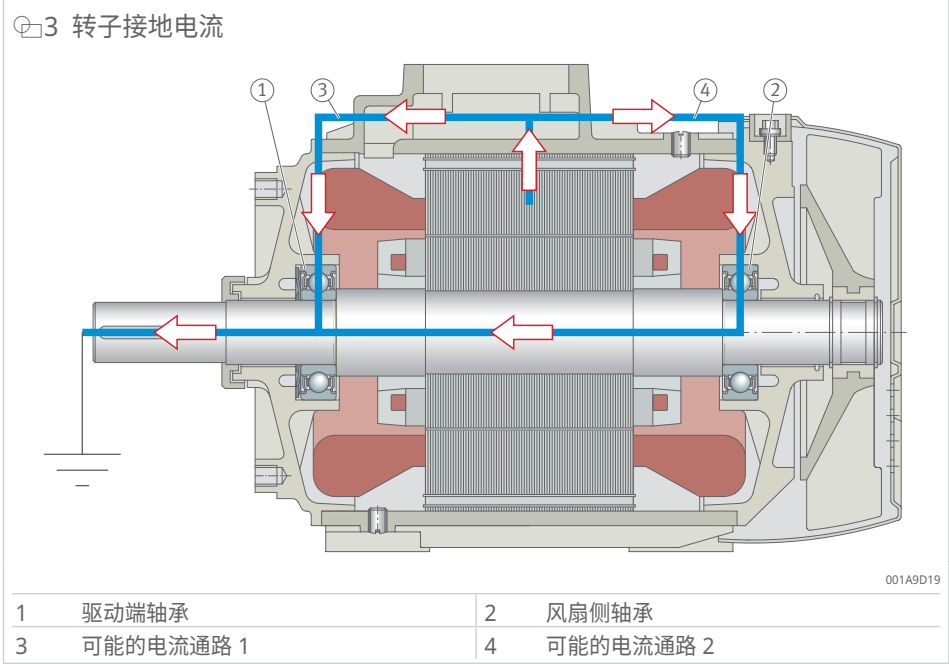 3 转子接地电流
1 3 4 2
001A9D19
1 驱动端轴承 2 风扇侧轴承
3 可能的电流通路 1 4 可能的电流通路 2